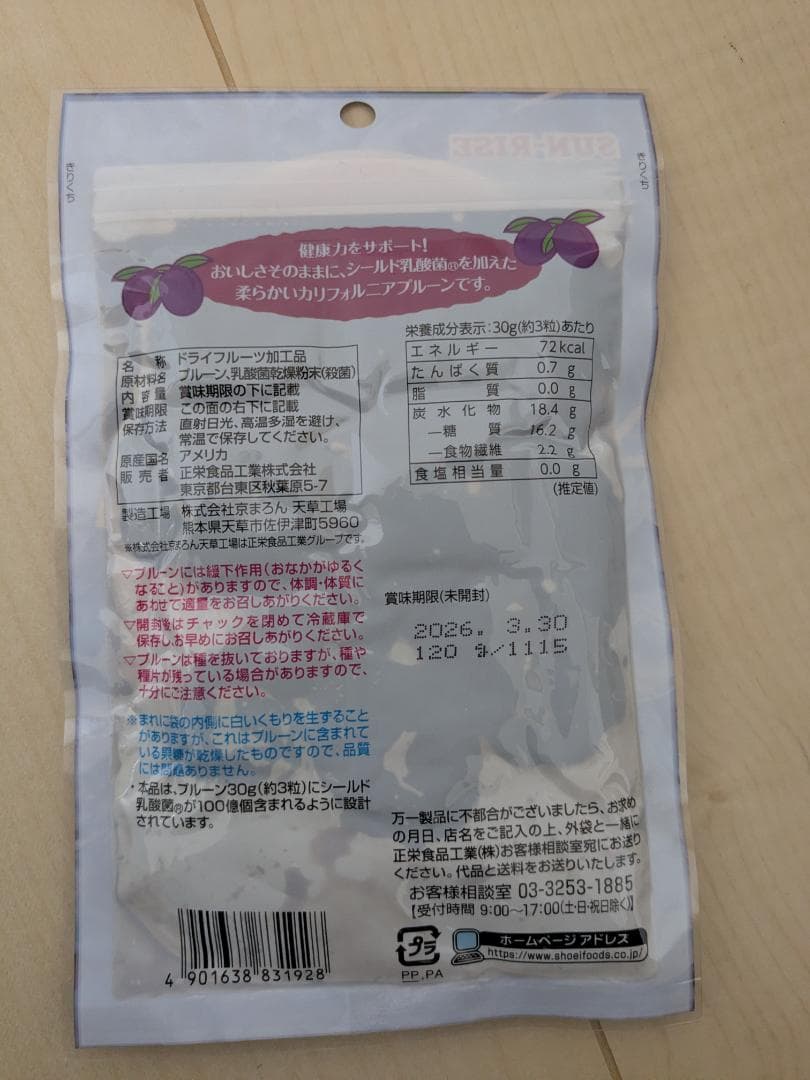 SUN-RISE
きりくち
きりくち
健康力をサポート!
おいしさそのままに、シールド乳酸菌®を加えた
柔らかいカリフォルニアプルーンです。
名称 ドライフルーツ加工品
原材料名 プルーン、乳酸菌乾燥粉末(殺菌)
内容量 賞味期限の下に記載
賞味期限 この面の右下に記載
保存方法 直射日光、高温多湿を避け、
常温で保存してください。
原産国名 アメリカ
販売者 正栄食品工業株式会社
東京都台東区秋葉原5-7
製造工場 株式会社京まろん 天草工場
熊本県天草市佐伊津町5960
※株式会社京まろん天草工場は正栄食品工業グループです。
▽プルーンには緩下作用(おなかがゆるく
なること)がありますので、体調・体質に
あわせて適量をお召しあがりください。
▽開封後はチャックを閉めて冷蔵庫で
保存し、お早めにお召しあがりください。
▽プルーンは種を抜いておりますが、種や
種片が残っている場合がありますので、
十分にご注意ください。
※まれに袋の内側に白いくもりを生ずること
がありますが、これはプルーンに含まれて
いる果糖が乾燥したものですので、品質
には問題ありません。
・本品は、プルーン30g(約3粒)にシールド
乳酸菌®が100億個含まれるように設計
されています。
栄養成分表示:30g(約3粒)あたり
エネルギー 72kcal
たんぱく質 0.7 g
脂質 0.0 g
炭水化物 18.4 g
―糖質 16.2 g
―食物繊維 2.2 g
食塩相当量 0.0 g
(推定値)
賞味期限(未開封)
2026. 3.30
120 g/1115
万一製品に不都合がございましたら、お求め
の月日、店名をご記入の上、外袋と一緒に
正栄食品工業(株)お客様相談室宛にお送り
ください。代品と送料をお送りいたします。
お客様相談室 03-3253-1885
【受付時間 9:00~17:00(土・日・祝日除く)】
プラ
PP,PA
ホームページ アドレス
https://www.shoeifoods.co.jp/
4 901638 831928